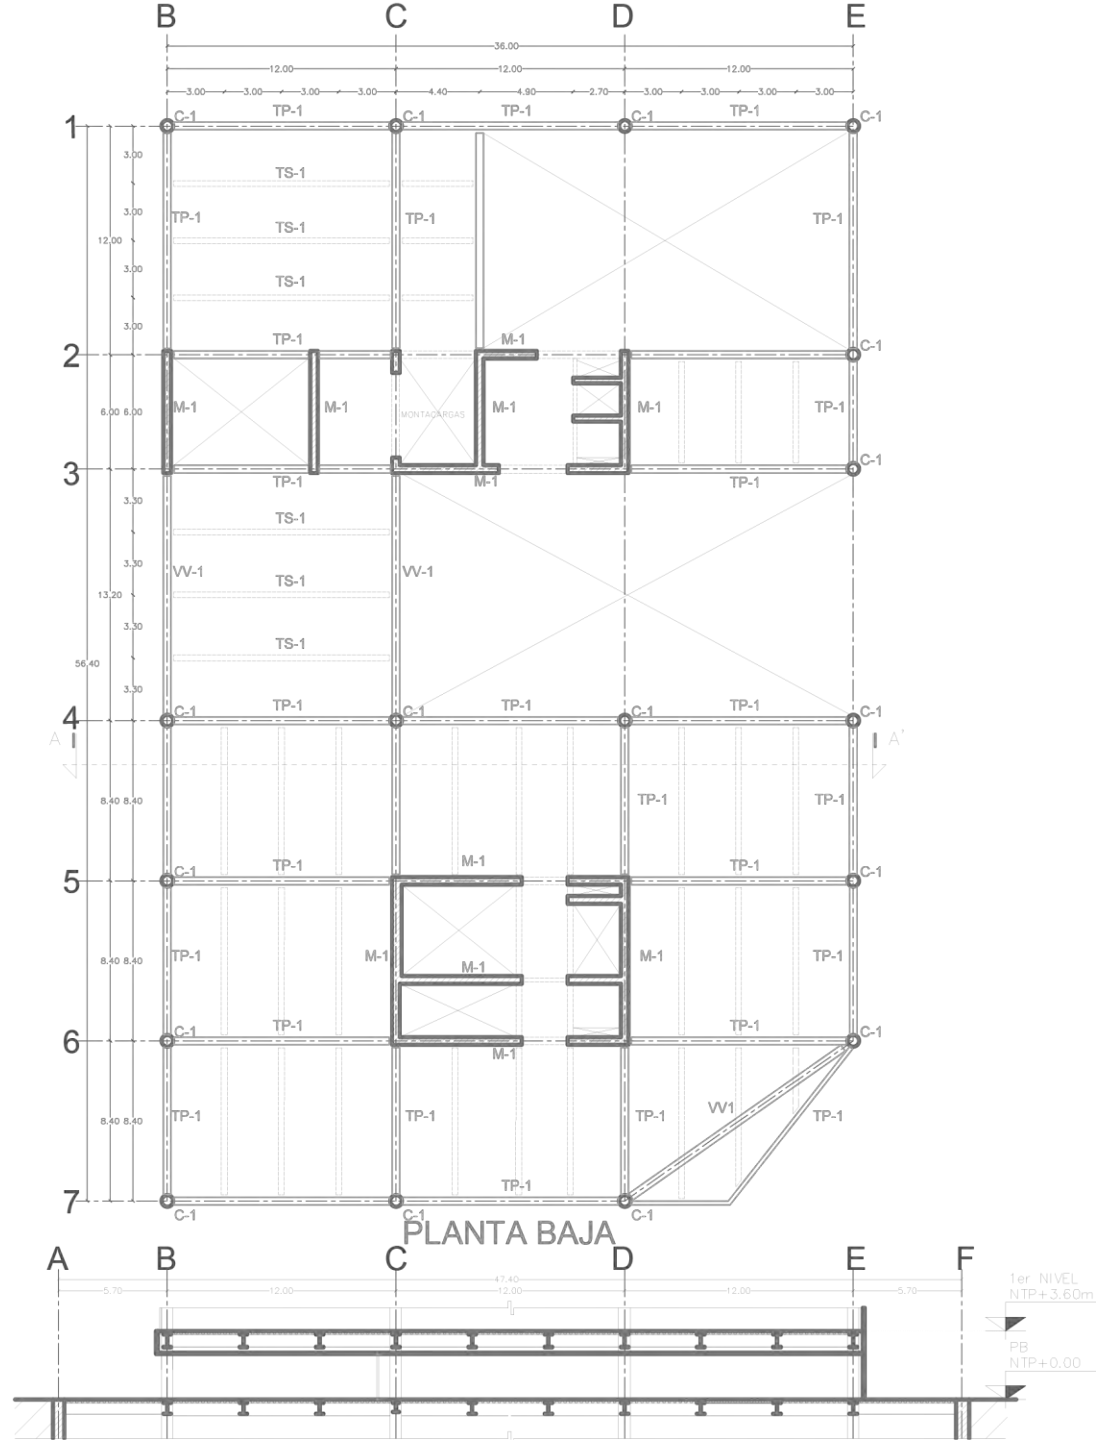 B C D E
36.00
12.00 12.00 12.00
3.00 3.00 3.00 3.00 4.40 4.90 2.70 3.00 3.00 3.00 3.00
TP-1 TP-1 TP-1
1 C-1 C-1 C-1 C-1
3.00
TS-1
3.00 TP-1 TP-1 TP-1
TS-1
12.00
3.00
TS-1
3.00
TP-1 M-1
2 C-1
6.00 6.00 M-1 M-1 MONTACARGAS M-1 M-1 TP-1
3 C-1
TP-1 M-1 TP-1
3.30
TS-1
3.30 VV-1 VV-1
TS-1
13.20
3.30
TS-1
56.40
3.30
TP-1 TP-1 TP-1
4 C-1 C-1 C-1 C-1
A A'
8.40 8.40 TP-1 TP-1
M-1
TP-1 TP-1
5 C-1 C-1
8.40 8.40 TP-1 M-1 M-1 TP-1
M-1
TP-1 TP-1
6 C-1 C-1
M-1
VV1
8.40 8.40 TP-1 TP-1 TP-1 TP-1
TP-1
7
C-1 C-1 C-1
PLANTA BAJA
A B C D E F
47.40
5.70 12.00 12.00 12.00 5.70
1er NIVEL
NTP+3.60m
PB
NTP+0.00